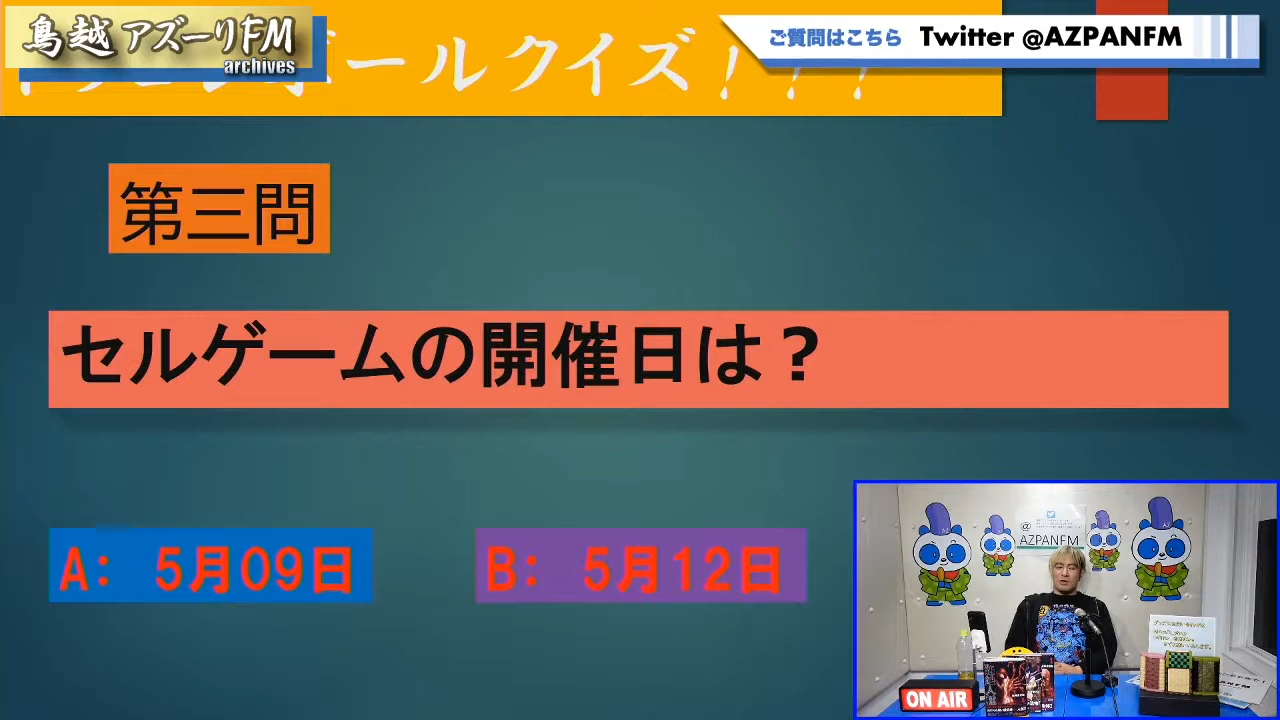 鳥越アズーリFM
archives
ールクイズ！！！
ご質問はこちら Twitter @AZPANFM
第三問
セルゲームの開催日は？
A: 5月09日
B: 5月12日
@
AZPANFM
ON AIR